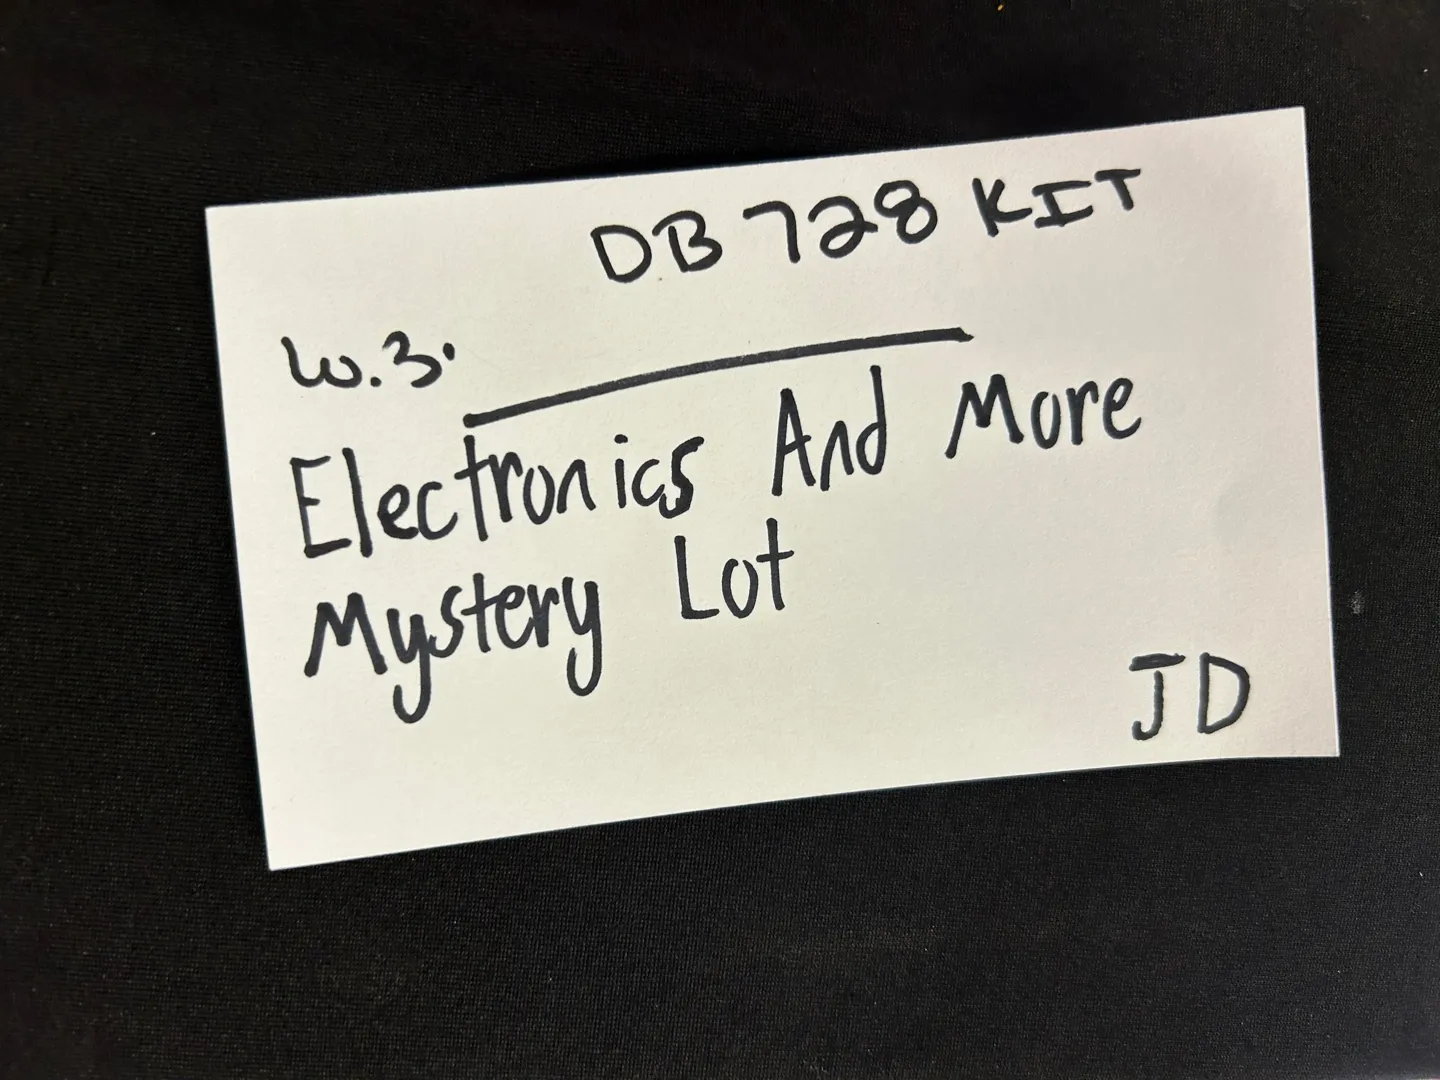 DB 728 KIT
W.3.
Electronics And More
Mystery Lot
JD